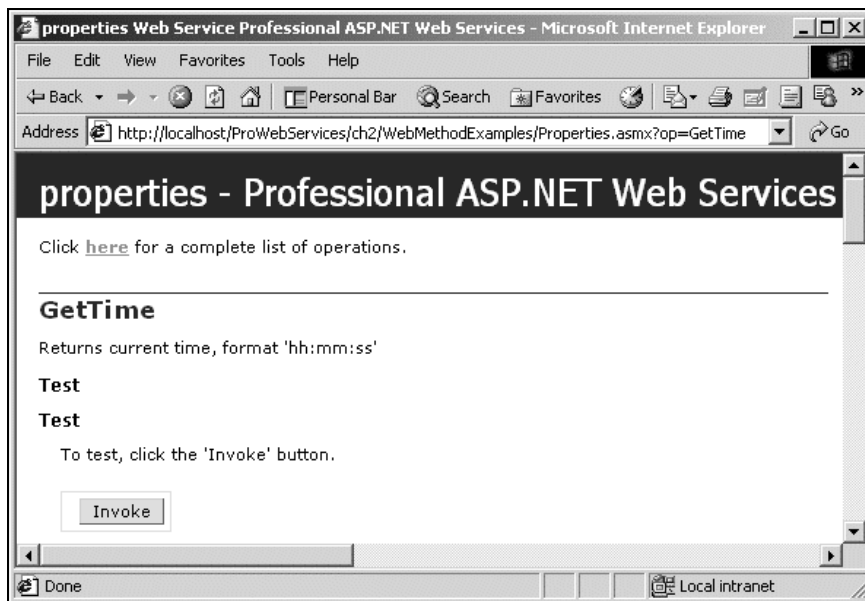 properties Web Service Professional ASP.NET Web Services - Microsoft Internet Explorer
File Edit View Favorites Tools Help
Back Personal Bar Search Favorites »
Address http://localhost/ProWebServices/ch2/WebMethodExamples/Properties.asmx?op=GetTime Go
properties - Professional ASP.NET Web Services
Click here for a complete list of operations.
GetTime
Returns current time, format 'hh:mm:ss'
Test
Test
To test, click the 'Invoke' button.
Invoke
Done Local intranet